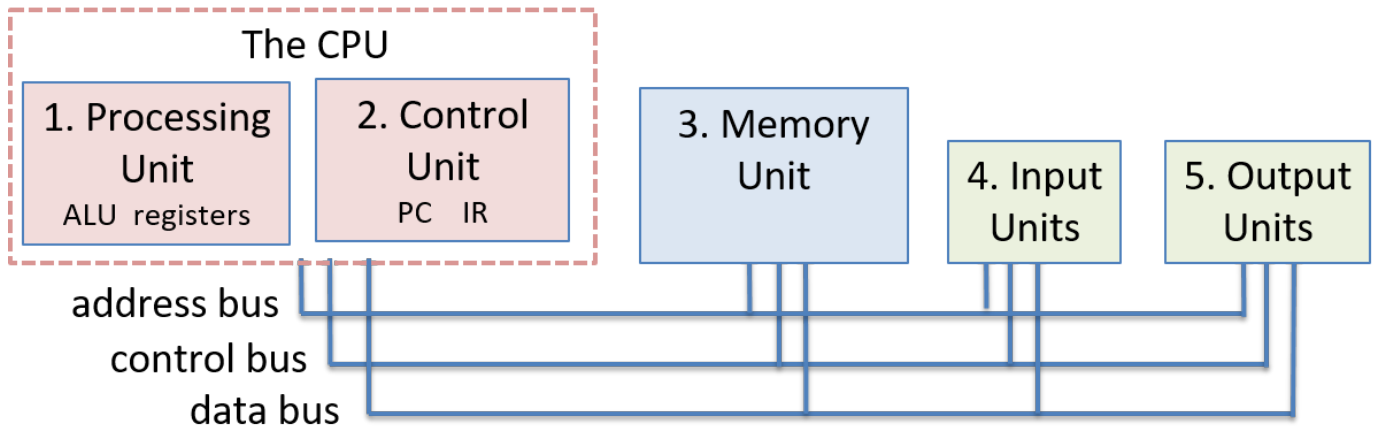 The CPU
1. Processing
Unit
ALU registers
2. Control
Unit
PC IR
3. Memory
Unit
4. Input
Units
5. Output
Units
address bus
control bus
data bus